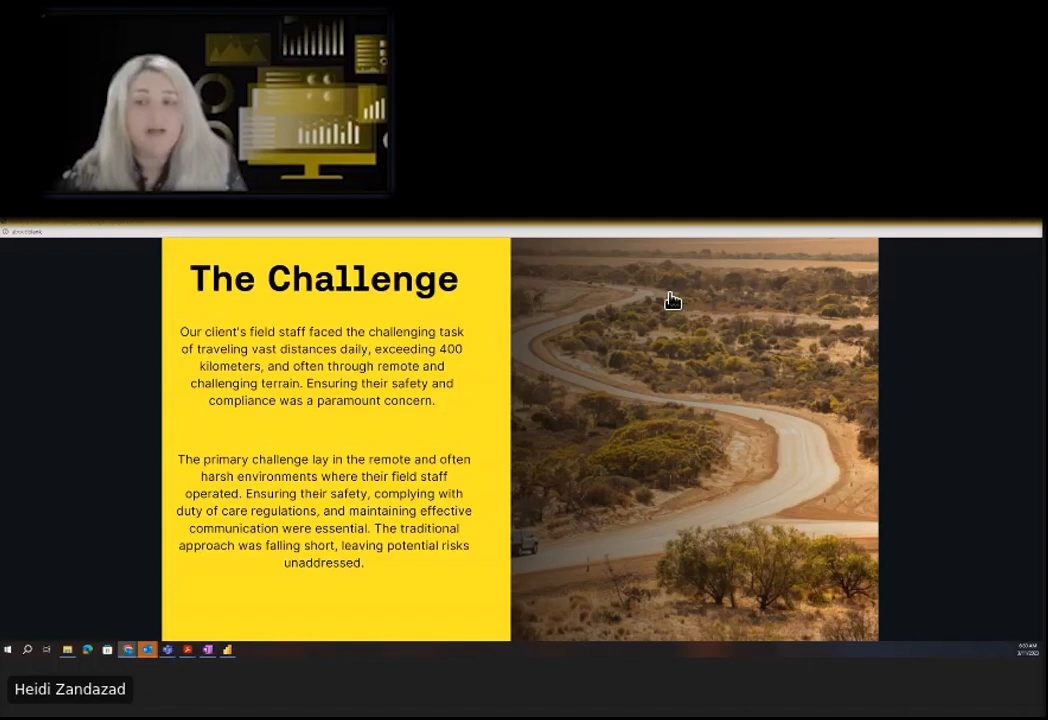 The Challenge
Our client's field staff faced the challenging task
of traveling vast distances daily, exceeding 400
kilometers, and often through remote and
challenging terrain. Ensuring their safety and
compliance was a paramount concern.
The primary challenge lay in the remote and often
harsh environments where their field staff
operated. Ensuring their safety, complying with
duty of care regulations, and maintaining effective
communication were essential. The traditional
approach was falling short, leaving potential risks
unaddressed.
Heidi Zandazad